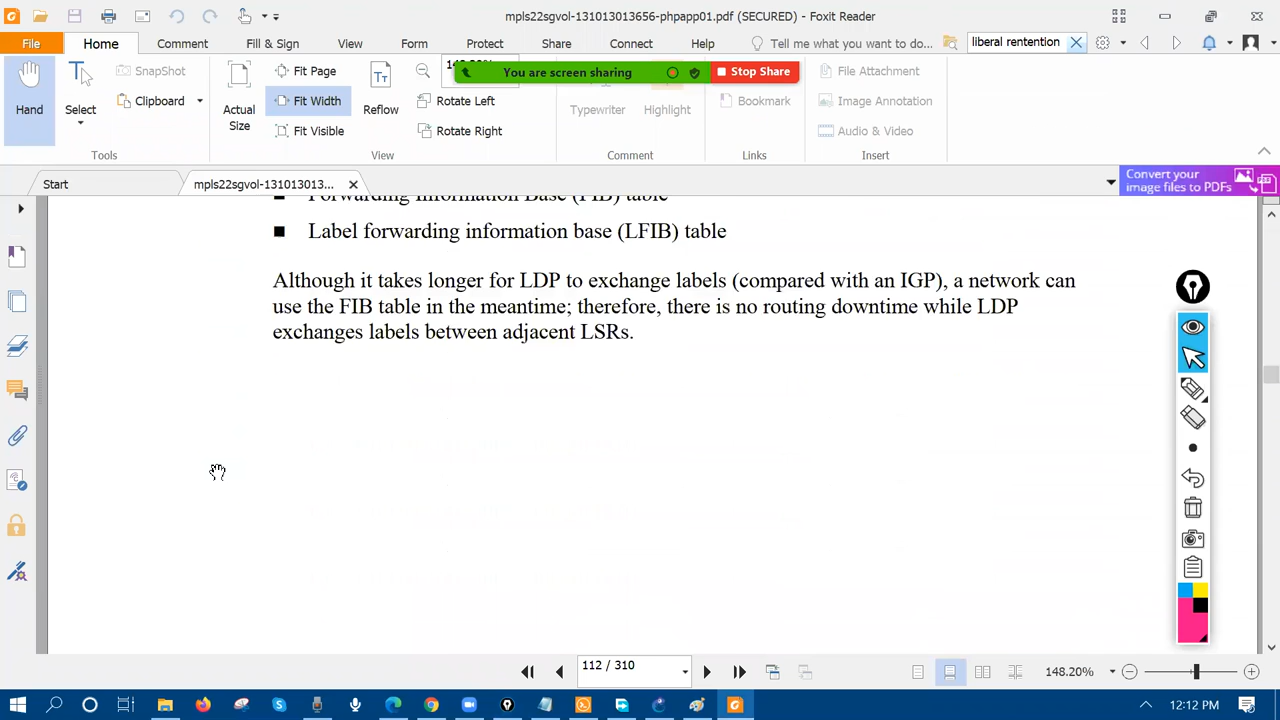 mpls22sgvol-131013013656-phpapp01.pdf (SECURED) - Foxit Reader
File Home Comment Fill & Sign View Form Protect Share Connect Help Tell me what you want to do... liberal rentention
Hand Select SnapShot Clipboard Actual Size Fit Page Fit Width Fit Visible Reflow Rotate Left Rotate Right
You are screen sharing Stop Share
Typewriter Highlight Bookmark File Attachment Image Annotation Audio & Video
Tools View Comment Links Insert
Start mpls22sgvol-131013013...
Convert your
image files to PDFs
Forwarding Information Base (FIB) table
■ Label forwarding information base (LFIB) table
Although it takes longer for LDP to exchange labels (compared with an IGP), a network can
use the FIB table in the meantime; therefore, there is no routing downtime while LDP
exchanges labels between adjacent LSRs.
112 / 310 148.20%
12:12 PM